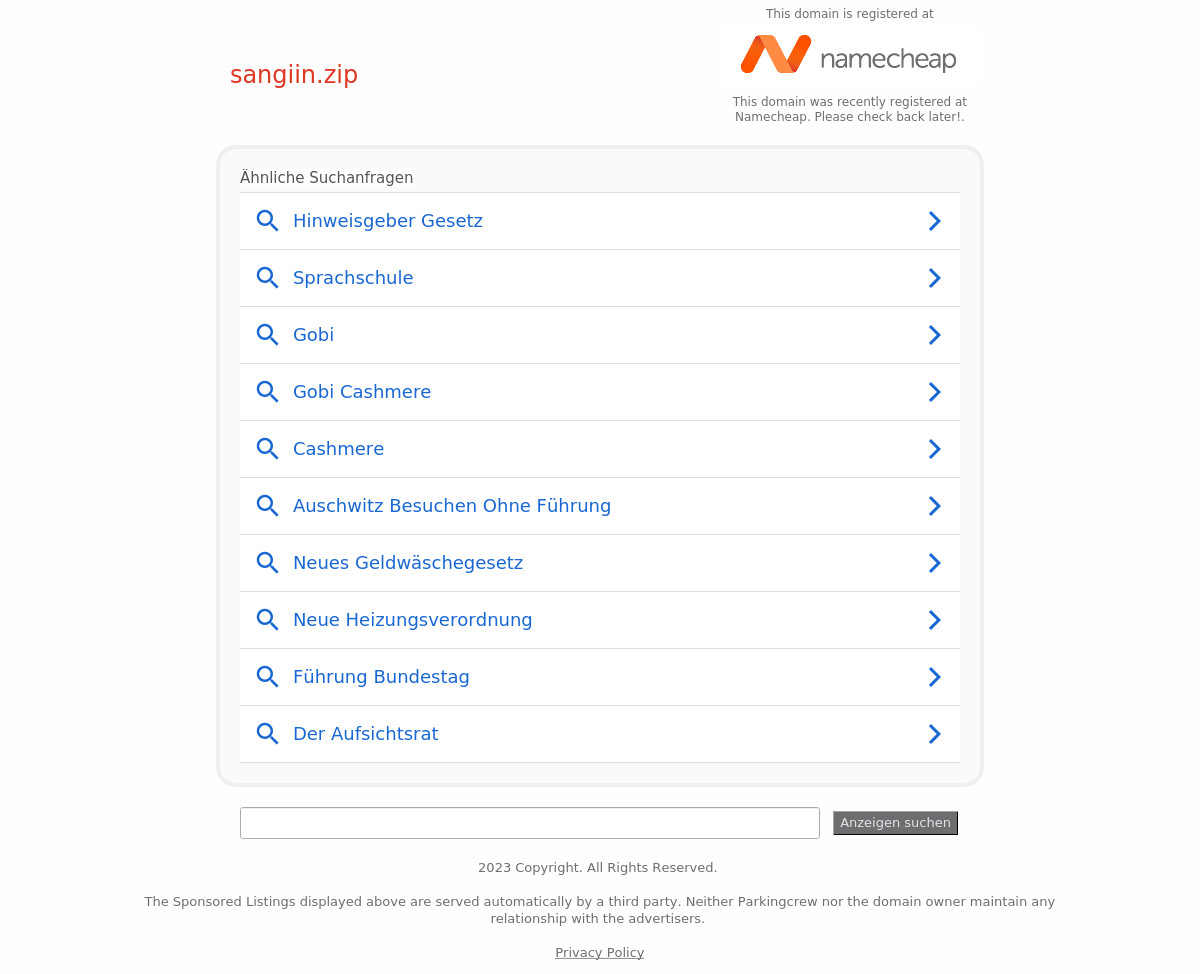 This domain is registered at
namecheap
sangiin.zip
This domain was recently registered at
Namecheap. Please check back later!.
Ähnliche Suchanfragen
Hinweisgeber Gesetz
Sprachschule
Gobi
Gobi Cashmere
Cashmere
Auschwitz Besuchen Ohne Führung
Neues Geldwäschegesetz
Neue Heizungsverordnung
Führung Bundestag
Der Aufsichtsrat
Anzeigen suchen
2023 Copyright. All Rights Reserved.
The Sponsored Listings displayed above are served automatically by a third party. Neither Parkingcrew nor the domain owner maintain any
relationship with the advertisers.
Privacy Policy